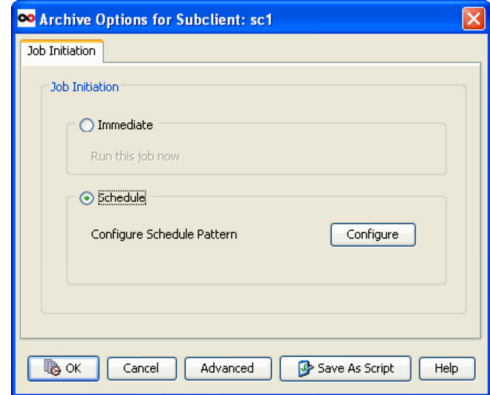 Archive Options for Subclient: sc1
Job Initiation
Job Initiation
Immediate
Run this job now
Schedule
Configure Schedule Pattern Configure
OK Cancel Advanced Save As Script Help